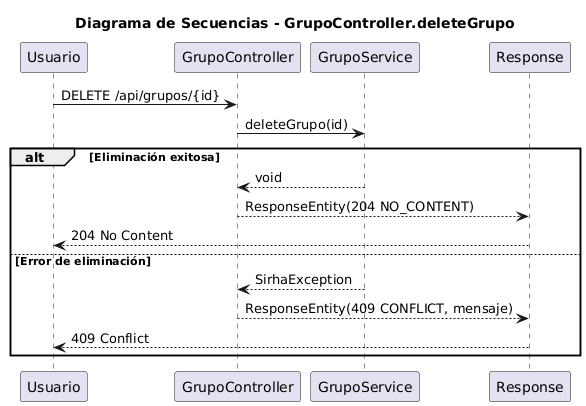 Diagrama de Secuencias - GrupoController.deleteGrupo
Usuario GrupoController GrupoService Response
DELETE /api/grupos/{id}
deleteGrupo(id)
alt [Eliminación exitosa]
void
ResponseEntity(204 NO_CONTENT)
204 No Content
[Error de eliminación]
SirhaException
ResponseEntity(409 CONFLICT, mensaje)
409 Conflict
Usuario GrupoController GrupoService Response